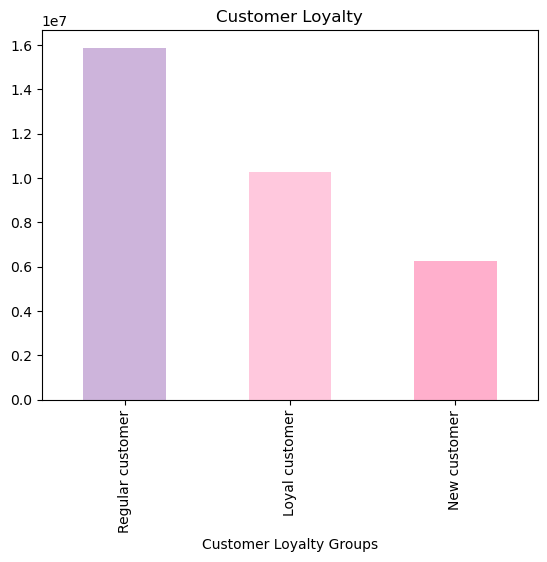 Customer Loyalty
1e7
1.6
1.4
1.2
1.0
0.8
0.6
0.4
0.2
0.0
Regular customer
Loyal customer
New customer
Customer Loyalty Groups